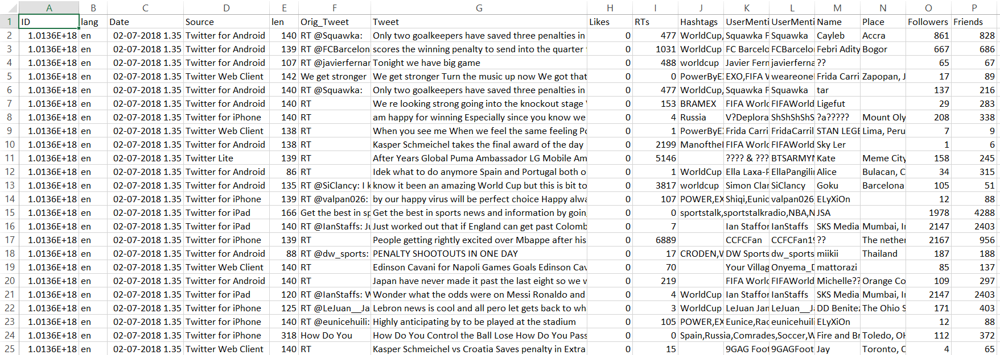 A B C D E F G H I J K L M N O P
1 ID lang Date Source len Orig_Tweet Tweet Likes RTs Hashtags UserMenti UserMenti Name Place Followers Friends
2 1.0136E+18 en 02-07-2018 1.35 Twitter for Android 140 RT @Squawka: Only two goalkeepers have saved three penalties in 0 477 WorldCup, Squawka F Squawka Cayleb Accra 861 828
3 1.0136E+18 en 02-07-2018 1.35 Twitter for Android 139 RT @FCBarcelon scores the winning penalty to send into the quarter 0 1031 WorldCup FC Barcelo FCBarcelo Febri Adity Bogor 667 686
4 1.0136E+18 en 02-07-2018 1.35 Twitter for Android 107 RT @javierfernar Tonight we have big game 0 488 worldcup Javier Fern javierferna ?? 65 67
5 1.0136E+18 en 02-07-2018 1.35 Twitter Web Client 142 We get stronger We get stronger Turn the music up now We got that 0 0 PowerByE EXO,FIFA W weareone Frida Carri Zapopan, J 17 89
6 1.0136E+18 en 02-07-2018 1.35 Twitter for Android 140 RT @Squawka: Only two goalkeepers have saved three penalties in 0 477 WorldCup, Squawka F Squawka tar 137 216
7 1.0136E+18 en 02-07-2018 1.35 Twitter for Android 140 RT We re looking strong going into the knockout stage 0 153 BRAMEX FIFA World FIFAWorld Ligefut 29 283
8 1.0136E+18 en 02-07-2018 1.35 Twitter for iPhone 140 RT am happy for winning Especially since you know we 0 4 Russia V?Deplora ShShShShS ?a????? Mount Oly 208 338
9 1.0136E+18 en 02-07-2018 1.35 Twitter Web Client 138 RT When you see me When we feel the same feeling Po 0 1 PowerByE Frida Carri FridaCarril STAN LEGE Lima, Peru 7 9
10 1.0136E+18 en 02-07-2018 1.35 Twitter for Android 138 RT Kasper Schmeichel takes the final award of the day 0 2199 Manofthe FIFA World FIFAWorld Sky Ler 1 6
11 1.0136E+18 en 02-07-2018 1.35 Twitter Lite 139 RT After Years Global Puma Ambassador LG Mobile Am 0 5146 ???? & ??? BTSARMY Kate Meme City 158 245
12 1.0136E+18 en 02-07-2018 1.35 Twitter for Android 86 RT Idek what to do anymore Spain and Portugal both o 0 1 WorldCup Ella Laxa-P EllaPangili Alice Bulacan, C 34 315
13 1.0136E+18 en 02-07-2018 1.35 Twitter for Android 135 RT @SiClancy: I k know it been an amazing World Cup but this is bit to 0 3817 worldcup Simon Clar SiClancy Goku Barcelona 105 51
14 1.0136E+18 en 02-07-2018 1.35 Twitter for iPhone 139 RT @valpan026: by our happy virus will be perfect choice Happy alwa 0 107 POWER,EX Shiqi,Eunic valpan026 ELyXiOn 12 88
15 1.0136E+18 en 02-07-2018 1.35 Twitter for iPad 166 Get the best in sp Get the best in sports news and information by goin 0 0 sportstalk,sportstalkradio,NBA,N JSA 1978 4288
16 1.0136E+18 en 02-07-2018 1.35 Twitter for iPad 140 RT @IanStaffs: Ju Just worked out that if England can get past Colomb 0 7 Ian Staffor IanStaffs SKS Media Mumbai, I 2147 2403
17 1.0136E+18 en 02-07-2018 1.35 Twitter for iPhone 139 RT People getting rightly excited over Mbappe after his 0 6889 CCFCFan CCFCFan1 ?? The nether 2167 956
18 1.0136E+18 en 02-07-2018 1.35 Twitter for Android 88 RT @dw_sports: PENALTY SHOOTOUTS IN ONE DAY 0 17 CRODEN,W DW Sports dw_sports miikii Thailand 187 188
19 1.0136E+18 en 02-07-2018 1.35 Twitter Web Client 140 RT Edinson Cavani for Napoli Games Goals Edinson Cav 0 70 Your Villag Onyema_D mattorazi 85 137
20 1.0136E+18 en 02-07-2018 1.35 Twitter for Android 140 RT Japan have never made it past the last eight so we w 0 219 FIFA World FIFAWorld Michelle?? Orange Co 109 297
21 1.0136E+18 en 02-07-2018 1.35 Twitter for iPad 120 RT @IanStaffs: W Wonder what the odds were on Messi Ronaldo and 0 4 WorldCup Ian Staffor IanStaffs SKS Media Mumbai, I 2147 2403
22 1.0136E+18 en 02-07-2018 1.35 Twitter for iPhone 125 RT @LeJuan__Ja Lebron news is cool and all pero let gets back to wh 0 3 WorldCup LeJuan Jan LeJuan__J DD Benite The Ohio S 171 403
23 1.0136E+18 en 02-07-2018 1.35 Twitter for iPhone 140 RT @eunicehuili: Highly anticipating by to be played at the stadium 0 105 POWER,EX Eunice,Rac eunicehuili ELyXiOn 12 88
24 1.0136E+18 en 02-07-2018 1.35 Twitter for iPhone 318 How Do You How Do You Control the Ball Lose How Do You Pass 0 0 Spain,Russia,Comrades,Soccer,W Fire and Br Toledo, OH 112 372
25 1.0136E+18 en 02-07-2018 1.35 Twitter Web Client 140 RT Kasper Schmeichel vs Croatia Saves penalty in Extra 0 15 9GAG Foot 9GAGFoot Jay Toronto, C 4 65